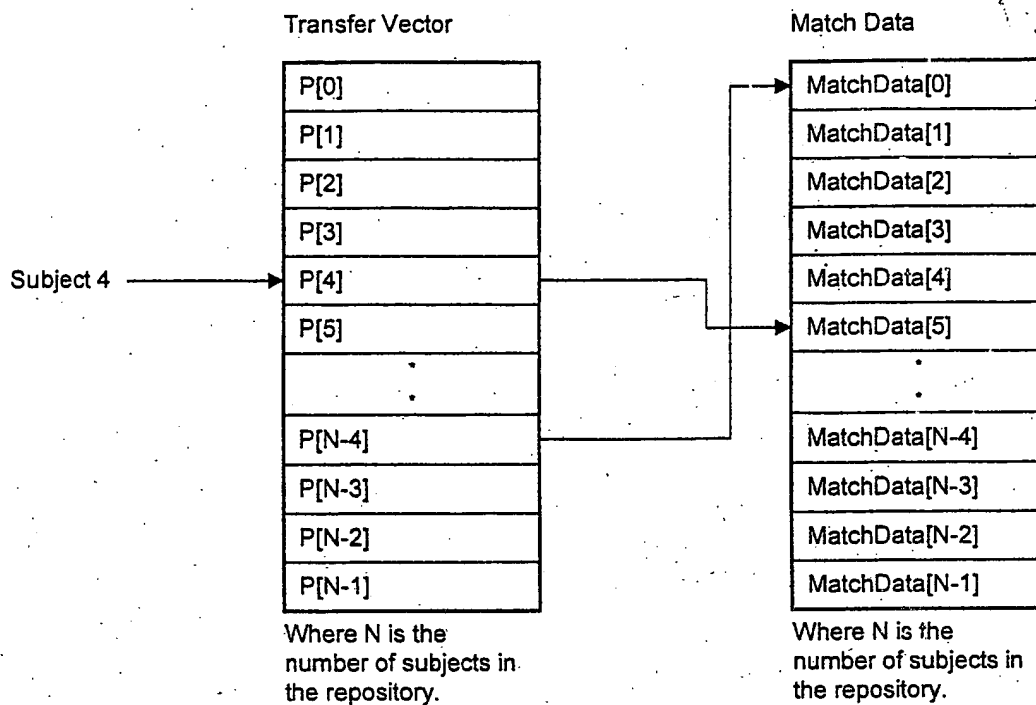 Transfer Vector
P[0]
P[1]
P[2]
P[3]
P[4]
P[5]
P[N-4]
P[N-3]
P[N-2]
P[N-1]
Where N is the
number of subjects in
the repository.
Subject 4
Match Data
MatchData[0]
MatchData[1]
MatchData[2]
MatchData[3]
MatchData[4]
MatchData[5]
MatchData[N-4]
MatchData[N-3]
MatchData[N-2]
MatchData[N-1]
Where N is the
number of subjects in
the repository.